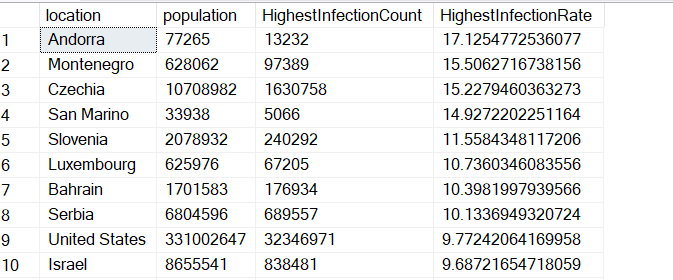 location population HighestInfectionCount HighestInfectionRate
1 Andorra 77265 13232 17.1254772536077
2 Montenegro 628062 97389 15.5062716738156
3 Czechia 10708982 1630758 15.2279460363273
4 San Marino 33938 5066 14.9272202251164
5 Slovenia 2078932 240292 11.5584348117206
6 Luxembourg 625976 67205 10.7360346083556
7 Bahrain 1701583 176934 10.3981997939566
8 Serbia 6804596 689557 10.1336949320724
9 United States 331002647 32346971 9.77242064169958
10 Israel 8655541 838481 9.68721654718059